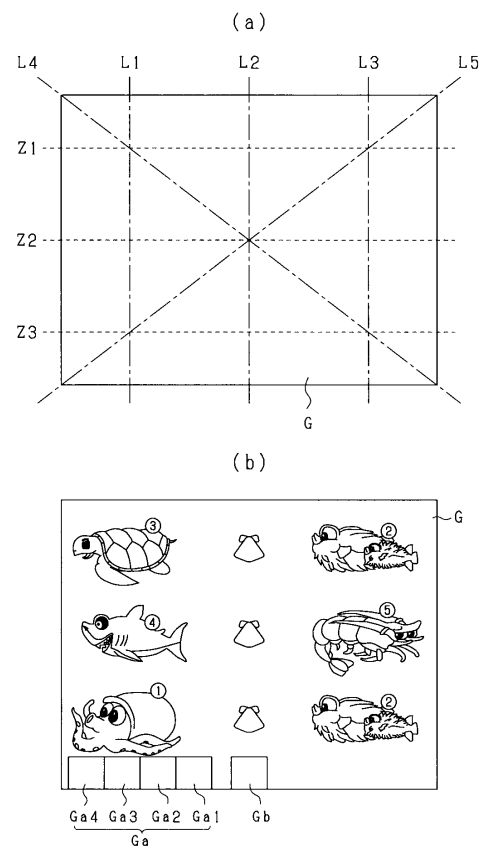 (a)
L4 L1 L2 L3 L5
Z1
Z2
Z3
G
(b)
③ ② G
④ ⑤
① ②
Ga4 Ga3 Ga2 Ga1 Gb
Ga